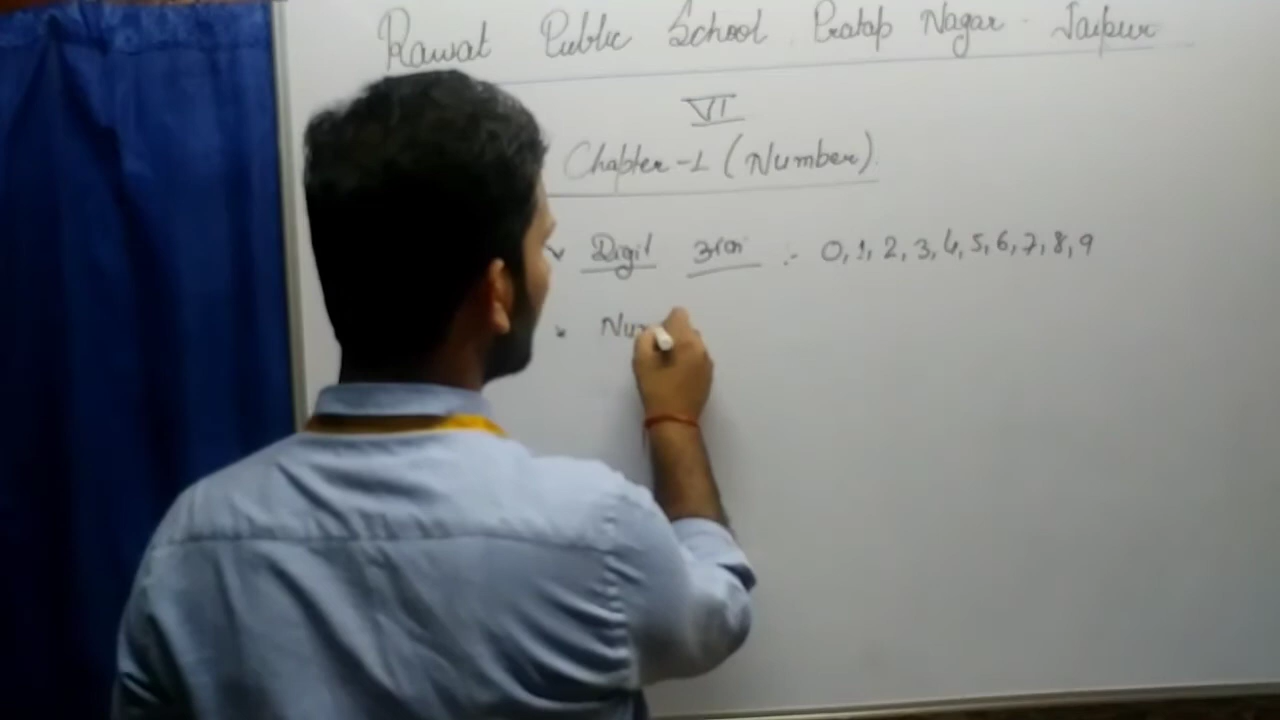 Rawat Public School Pratap Nagar Jaipur
VI
Chapter-1 (Number)
Digit अंक :- 0, 1, 2, 3, 4, 5, 6, 7, 8, 9
Nu